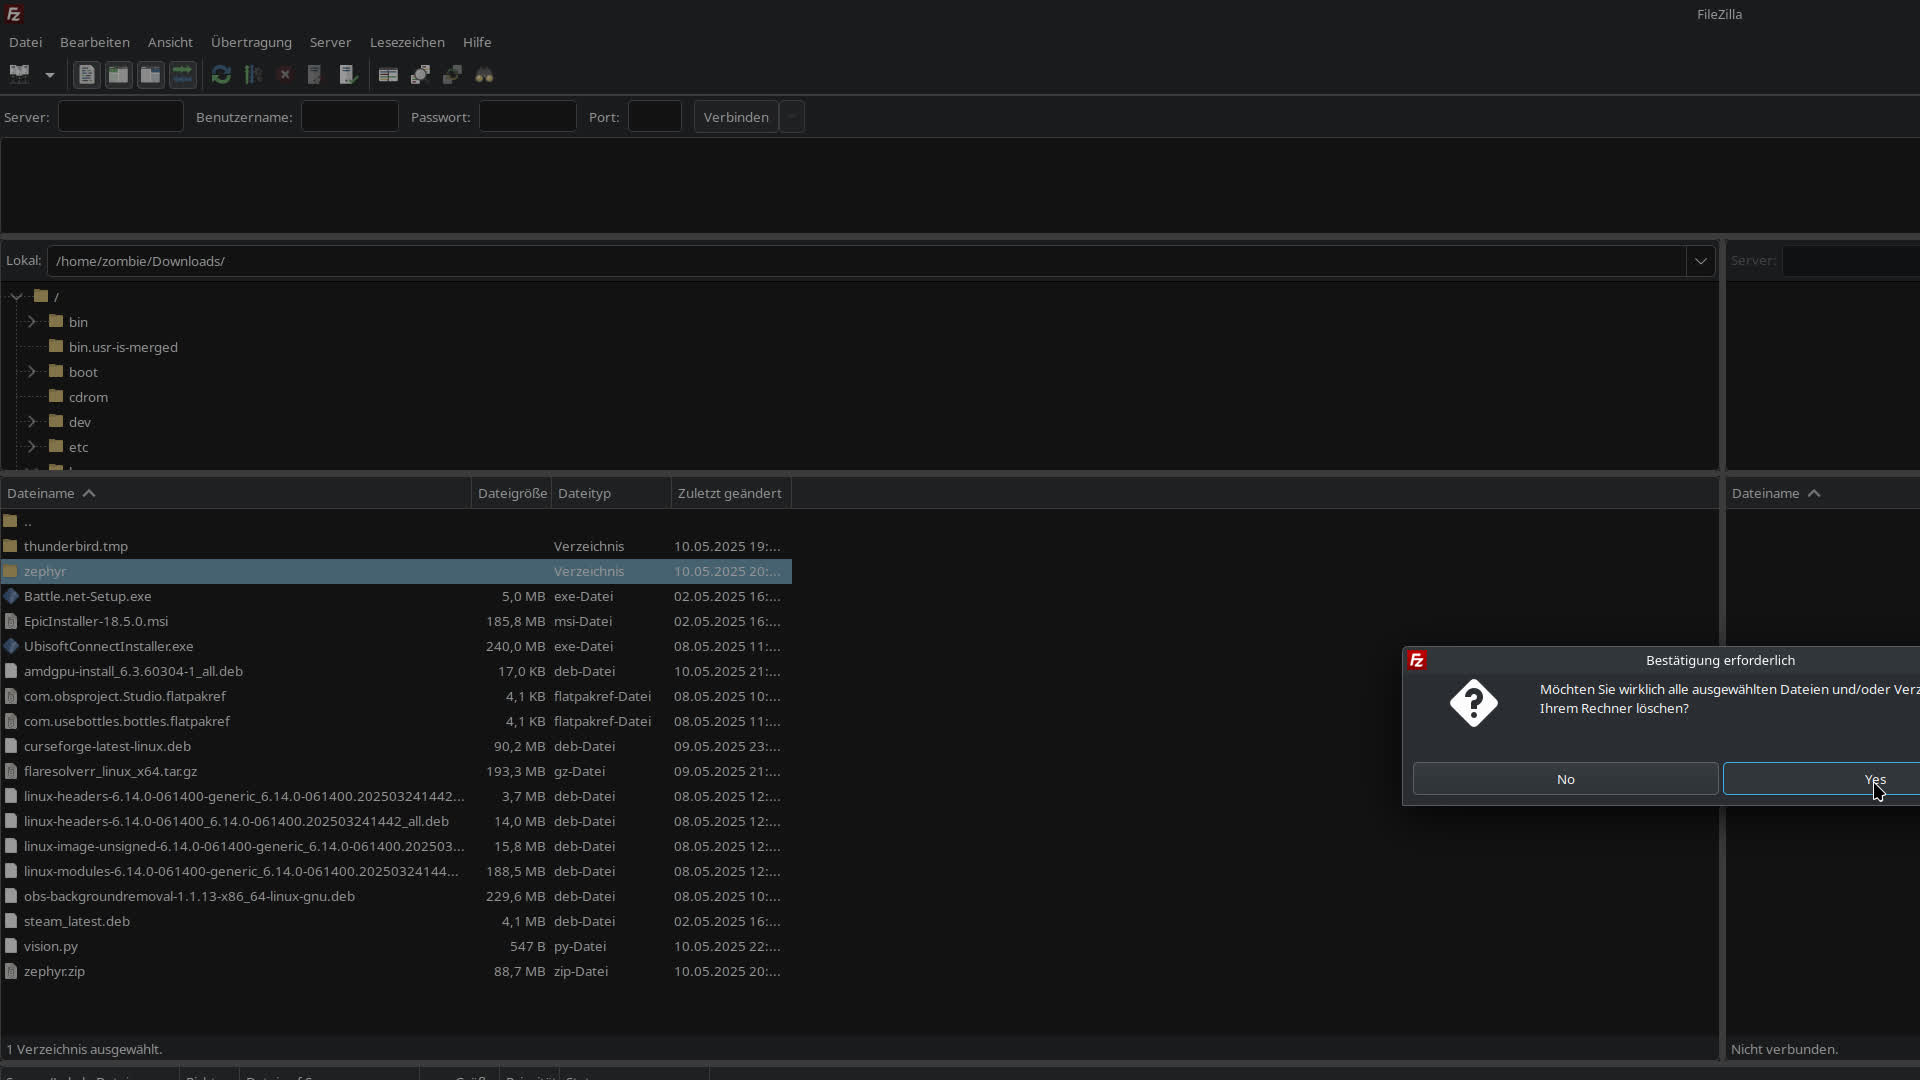 FileZilla
Datei Bearbeiten Ansicht Übertragung Server Lesezeichen Hilfe
Server: Benutzername: Passwort: Port: Verbinden
Lokal: /home/zombie/Downloads/ Server:
/
bin
bin.usr-is-merged
boot
cdrom
dev
etc
Dateiname Dateigröße Dateityp Zuletzt geändert Dateiname
..
thunderbird.tmp Verzeichnis 10.05.2025 19:...
zephyr Verzeichnis 10.05.2025 20:...
Battle.net-Setup.exe 5,0 MB exe-Datei 02.05.2025 16:...
EpicInstaller-18.5.0.msi 185,8 MB msi-Datei 02.05.2025 16:...
UbisoftConnectInstaller.exe 240,0 MB exe-Datei 08.05.2025 11:...
amdgpu-install_6.3.60304-1_all.deb 17,0 KB deb-Datei 10.05.2025 21:...
com.obsproject.Studio.flatpakref 4,1 KB flatpakref-Datei 08.05.2025 10:...
com.usebottles.bottles.flatpakref 4,1 KB flatpakref-Datei 08.05.2025 11:...
curseforge-latest-linux.deb 90,2 MB deb-Datei 09.05.2025 23:...
flaresolverr_linux_x64.tar.gz 193,3 MB gz-Datei 09.05.2025 21:...
linux-headers-6.14.0-061400-generic_6.14.0-061400.202503241442... 3,7 MB deb-Datei 08.05.2025 12:...
linux-headers-6.14.0-061400_6.14.0-061400.202503241442_all.deb 14,0 MB deb-Datei 08.05.2025 12:...
linux-image-unsigned-6.14.0-061400-generic_6.14.0-061400.202503... 15,8 MB deb-Datei 08.05.2025 12:...
linux-modules-6.14.0-061400-generic_6.14.0-061400.20250324144... 188,5 MB deb-Datei 08.05.2025 12:...
obs-backgroundremoval-1.1.13-x86_64-linux-gnu.deb 229,6 MB deb-Datei 08.05.2025 10:...
steam_latest.deb 4,1 MB deb-Datei 02.05.2025 16:...
vision.py 547 B py-Datei 10.05.2025 22:...
zephyr.zip 88,7 MB zip-Datei 10.05.2025 20:...
Bestätigung erforderlich
Möchten Sie wirklich alle ausgewählten Dateien und/oder Verz
Ihrem Rechner löschen?
No Yes
1 Verzeichnis ausgewählt. Nicht verbunden.